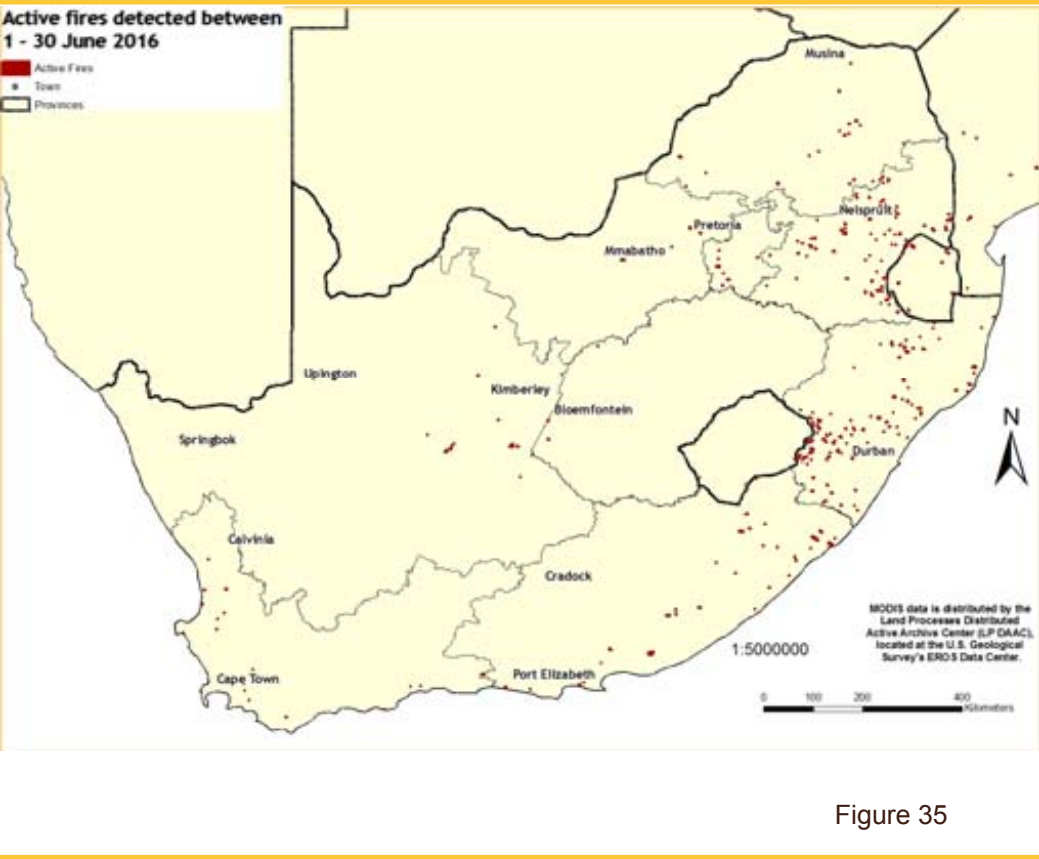 Active fires detected between
1 - 30 June 2016
Active Fires
Town
Provinces
Musina
Nelspruit
Pretoria
Mmabatho
Upington
Kimberley
Bloemfontein
Springbok
Durban
N
Calvinia
Cradock
MODIS data is distributed by the
Land Processes Distributed
Active Archive Center (LP DAAC),
located at the U.S. Geological
Survey's EROS Data Center.
1:5000000
Cape Town
Port Elizabeth
0 100 200 400
Kilometers
Figure 35